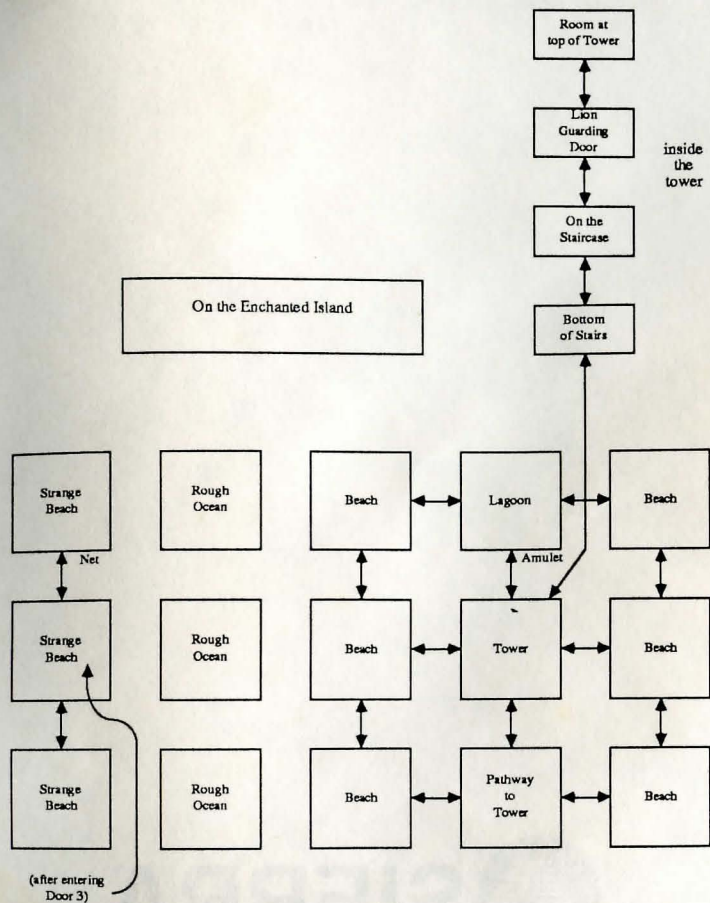 Room at
top of Tower
Lion
Guarding
Door
inside
the
tower
On the
Staircase
On the Enchanted Island
Bottom
of Stairs
Strange
Beach
Rough
Ocean
Beach
Lagoon
Beach
Net
Amulet
Strange
Beach
Rough
Ocean
Beach
Tower
Beach
Strange
Beach
Rough
Ocean
Beach
Pathway
to
Tower
Beach
(after entering
Door 3)